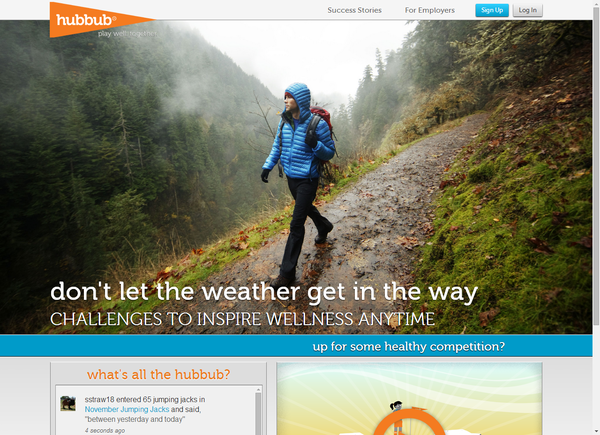 hubbub®
play well, together
Success Stories
For Employers
Sign Up
Log In
don't let the weather get in the way
CHALLENGES TO INSPIRE WELLNESS ANYTIME
up for some healthy competition?
what's all the hubbub?
sstraw18 entered 65 jumping jacks in
November Jumping Jacks and said,
"between yesterday and today"
4 seconds ago